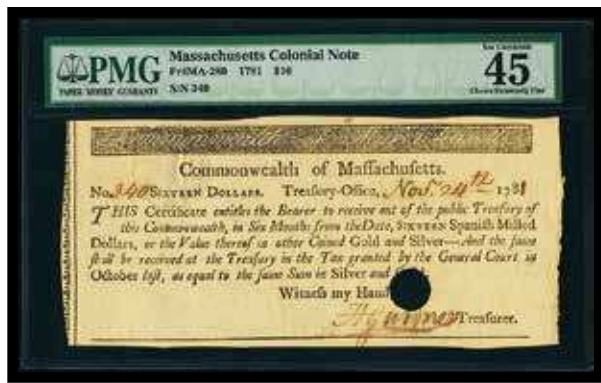 PMG
PAPER MONEY GUARANTY
Massachusetts Colonial Note
Fr#MA-280 1781 $16
S/N 340
45
Choice Extremely Fine
Commonwealth of Maſſachuſetts.
No. 340 SIXTEEN DOLLARS. Treaſury-Office, Nov. 24th 1781
THIS Certificate entitles the Bearer to receive out of the public Treaſury of
this Commonwealth, in Six Months from the Date, SIXTEEN Spaniſh Milled
Dollars, or the Value thereof in other Coined Gold and Silver—And the ſame
ſhall be received at the Treaſury in the Tax granted by the General Court in
October laſt, as equal to the ſame Sum in Silver and
Witneſs my Hand
Treaſurer.